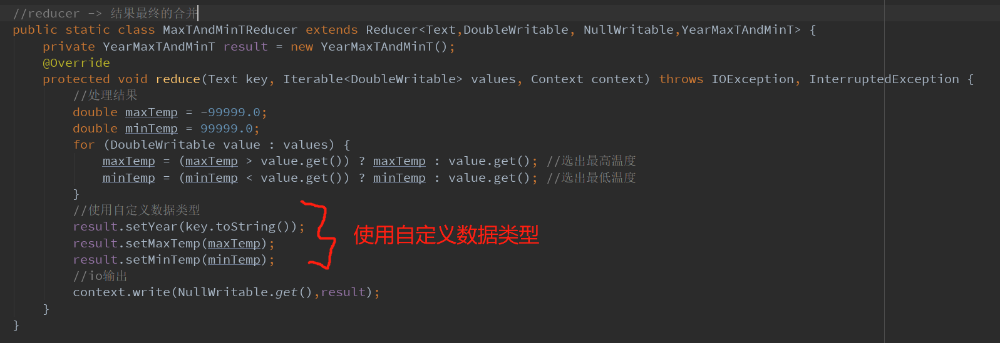 //reducer -> 结果最终的合并
public static class MaxTAndMinTReducer extends Reducer<Text,DoubleWritable, NullWritable,YearMaxTAndMinT> {
    private YearMaxTAndMinT result = new YearMaxTAndMinT();
    @Override
    protected void reduce(Text key, Iterable<DoubleWritable> values, Context context) throws IOException, InterruptedException {
        //处理结果
        double maxTemp = -99999.0;
        double minTemp = 99999.0;
        for (DoubleWritable value : values) {
            maxTemp = (maxTemp > value.get()) ? maxTemp : value.get(); //选出最高温度
            minTemp = (minTemp < value.get()) ? minTemp : value.get(); //选出最低温度
        }
        //使用自定义数据类型
        result.setYear(key.toString());
        result.setMaxTemp(maxTemp);
        result.setMinTemp(minTemp);
        //io输出
        context.write(NullWritable.get(),result);
    }
}
使用自定义数据类型